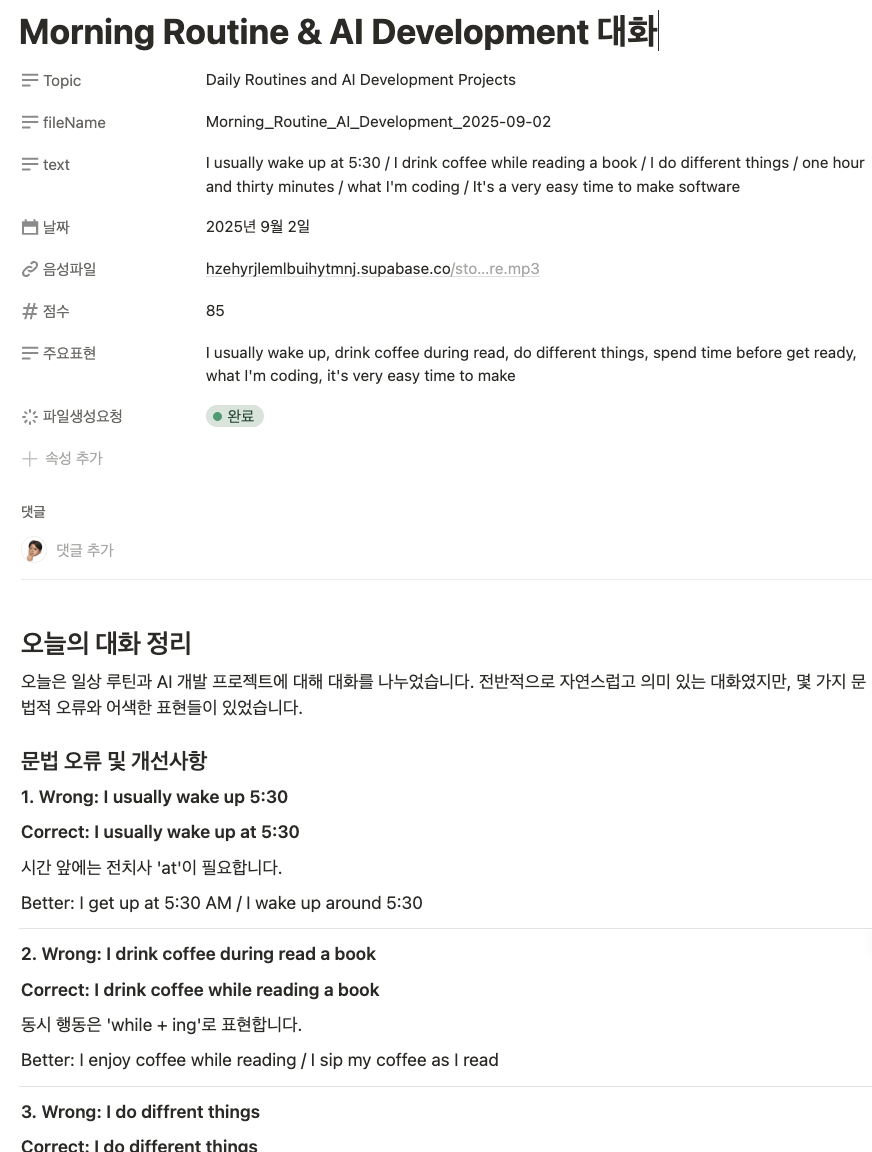 Morning Routine & AI Development 대화
Topic
Daily Routines and AI Development Projects
fileName
Morning_Routine_AI_Development_2025-09-02
text
I usually wake up at 5:30 / I drink coffee while reading a book / I do different things / one hour
and thirty minutes / what I'm coding / It's a very easy time to make software
날짜
2025년 9월 2일
음성파일
hzehyrjlemlbuihytmnj.supabase.co/sto...re.mp3
점수
85
주요표현
I usually wake up, drink coffee during read, do different things, spend time before get ready,
what I'm coding, it's very easy time to make
파일생성요청
완료
속성 추가
댓글
댓글 추가
오늘의 대화 정리
오늘은 일상 루틴과 AI 개발 프로젝트에 대해 대화를 나누었습니다. 전반적으로 자연스럽고 의미 있는 대화였지만, 몇 가지 문
법적 오류와 어색한 표현들이 있었습니다.
문법 오류 및 개선사항
1. Wrong: I usually wake up 5:30
Correct: I usually wake up at 5:30
시간 앞에는 전치사 'at'이 필요합니다.
Better: I get up at 5:30 AM / I wake up around 5:30
2. Wrong: I drink coffee during read a book
Correct: I drink coffee while reading a book
동시 행동은 'while + ing'로 표현합니다.
Better: I enjoy coffee while reading / I sip my coffee as I read
3. Wrong: I do diffrent things
Correct: I do different things